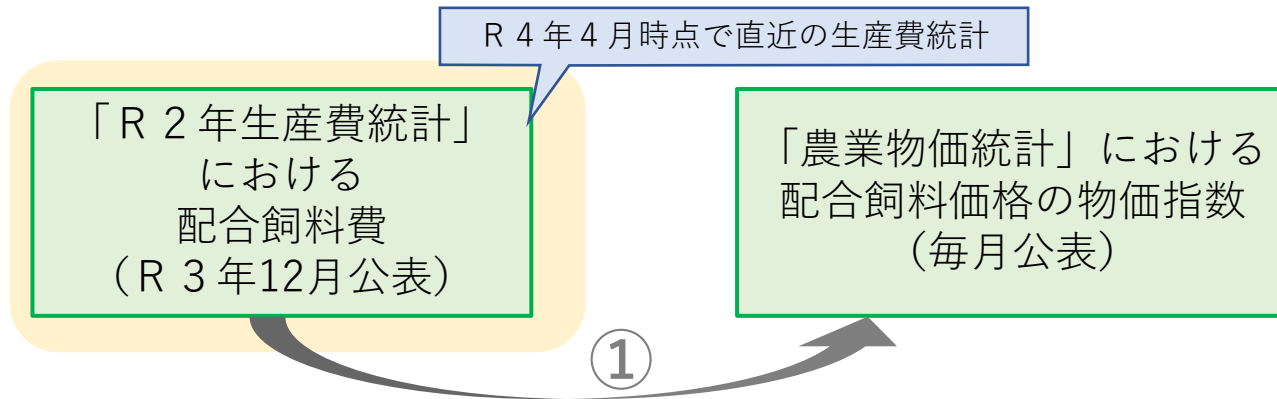 Ｒ４年４月時点で直近の生産費統計
「Ｒ２年生産費統計」
における
配合飼料費
（Ｒ３年12月公表）
「農業物価統計」における
配合飼料価格の物価指数
（毎月公表）
①